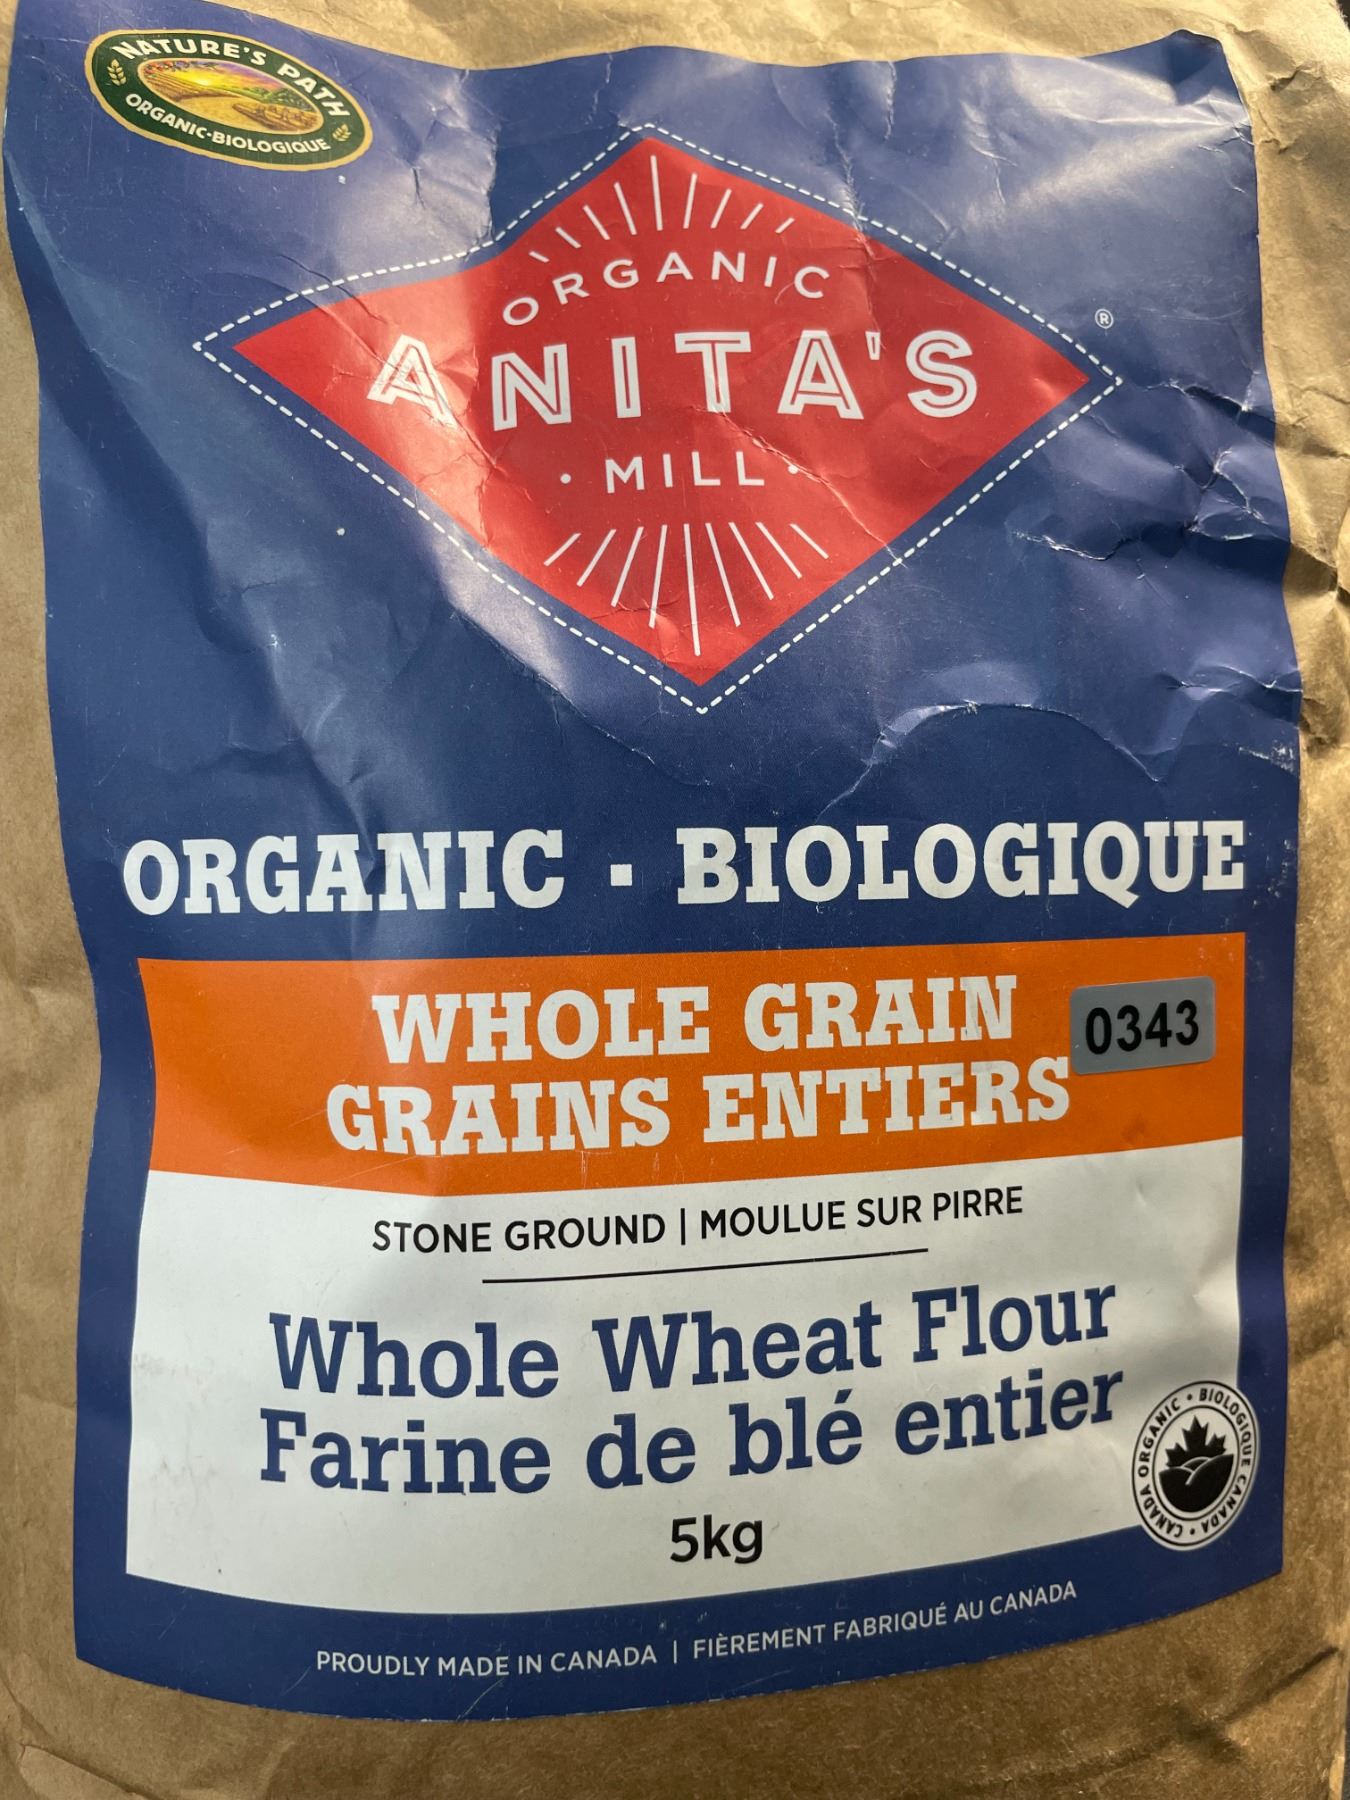 NATURE'S PATH
ORGANIC-BIOLOGIQUE
ORGANIC
ANITA'S
®
· MILL ·
ORGANIC · BIOLOGIQUE
WHOLE GRAIN
0343
GRAINS ENTIERS
STONE GROUND | MOULUE SUR PIRRE
Whole Wheat Flour
Farine de blé entier
5kg
CANADA ORGANIC · BIOLOGIQUE CANADA ·
PROUDLY MADE IN CANADA | FIÈREMENT FABRIQUÉ AU CANADA